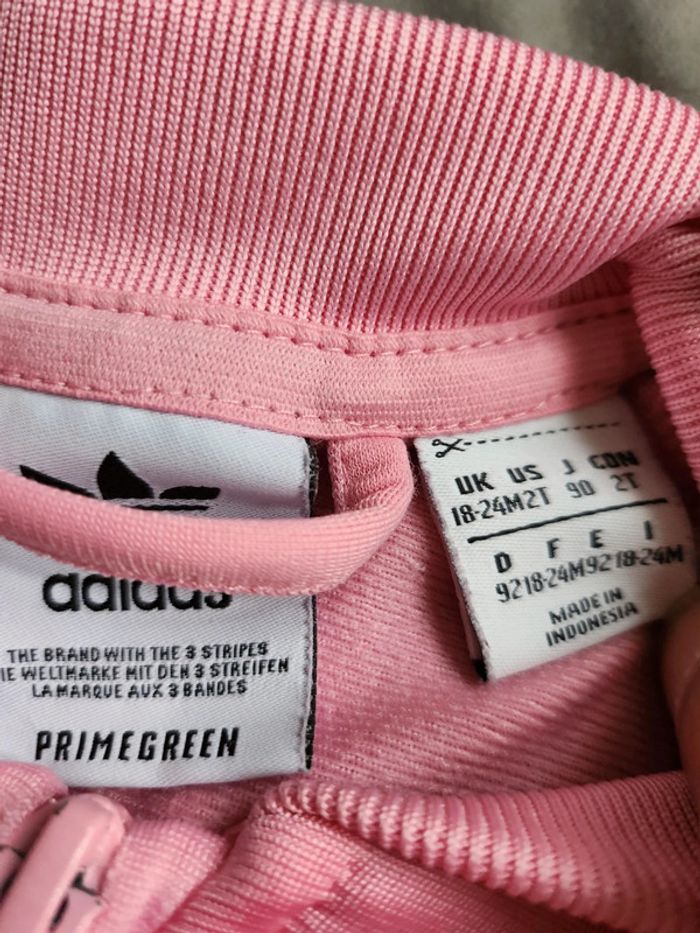 adidas
THE BRAND WITH THE 3 STRIPES
IE WELTMARKE MIT DEN 3 STREIFEN
LA MARQUE AUX 3 BANDES
PRIMEGREEN
UK US J CDN
18-24M 2T 90 2T
D F E I
92 18-24M 92 18-24M
MADE IN
INDONESIA